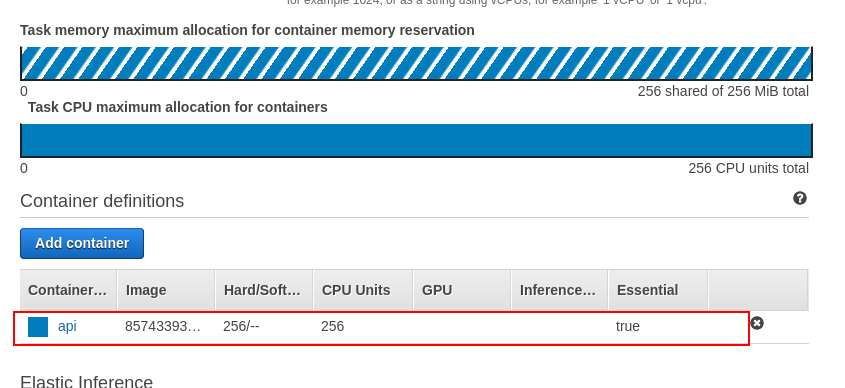 for example 1024, or as a string using vCPUs, for example '1 vCPU' or '1 vcpu'.
Task memory maximum allocation for container memory reservation
0 256 shared of 256 MiB total
Task CPU maximum allocation for containers
0 256 CPU units total
Container definitions
Add container
Container... Image Hard/Soft... CPU Units GPU Inference... Essential
api 85743393... 256/-- 256 true
Elastic Inference